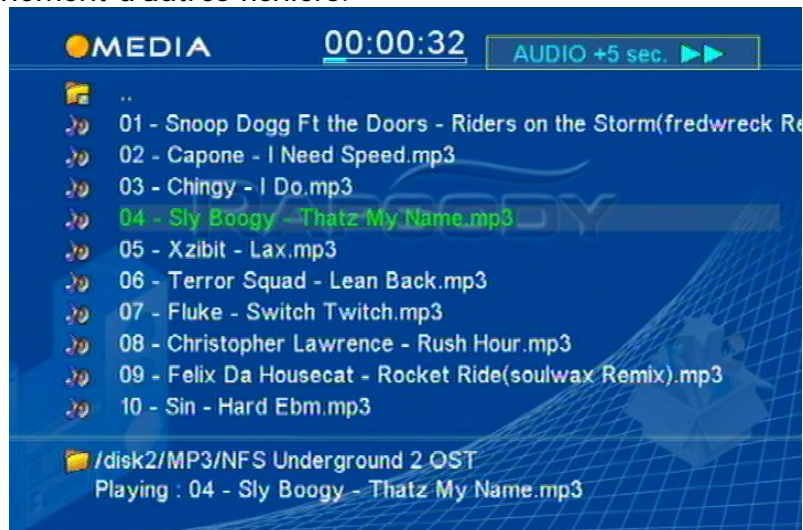 MEDIA 00:00:32 AUDIO +5 sec.
..
01 - Snoop Dogg Ft the Doors - Riders on the Storm(fredwreck Re
02 - Capone - I Need Speed.mp3
03 - Chingy - I Do.mp3
RAPSODY
04 - Sly Boogy - Thatz My Name.mp3
05 - Xzibit - Lax.mp3
06 - Terror Squad - Lean Back.mp3
07 - Fluke - Switch Twitch.mp3
08 - Christopher Lawrence - Rush Hour.mp3
09 - Felix Da Housecat - Rocket Ride(soulwax Remix).mp3
10 - Sin - Hard Ebm.mp3
/disk2/MP3/NFS Underground 2 OST
Playing : 04 - Sly Boogy - Thatz My Name.mp3